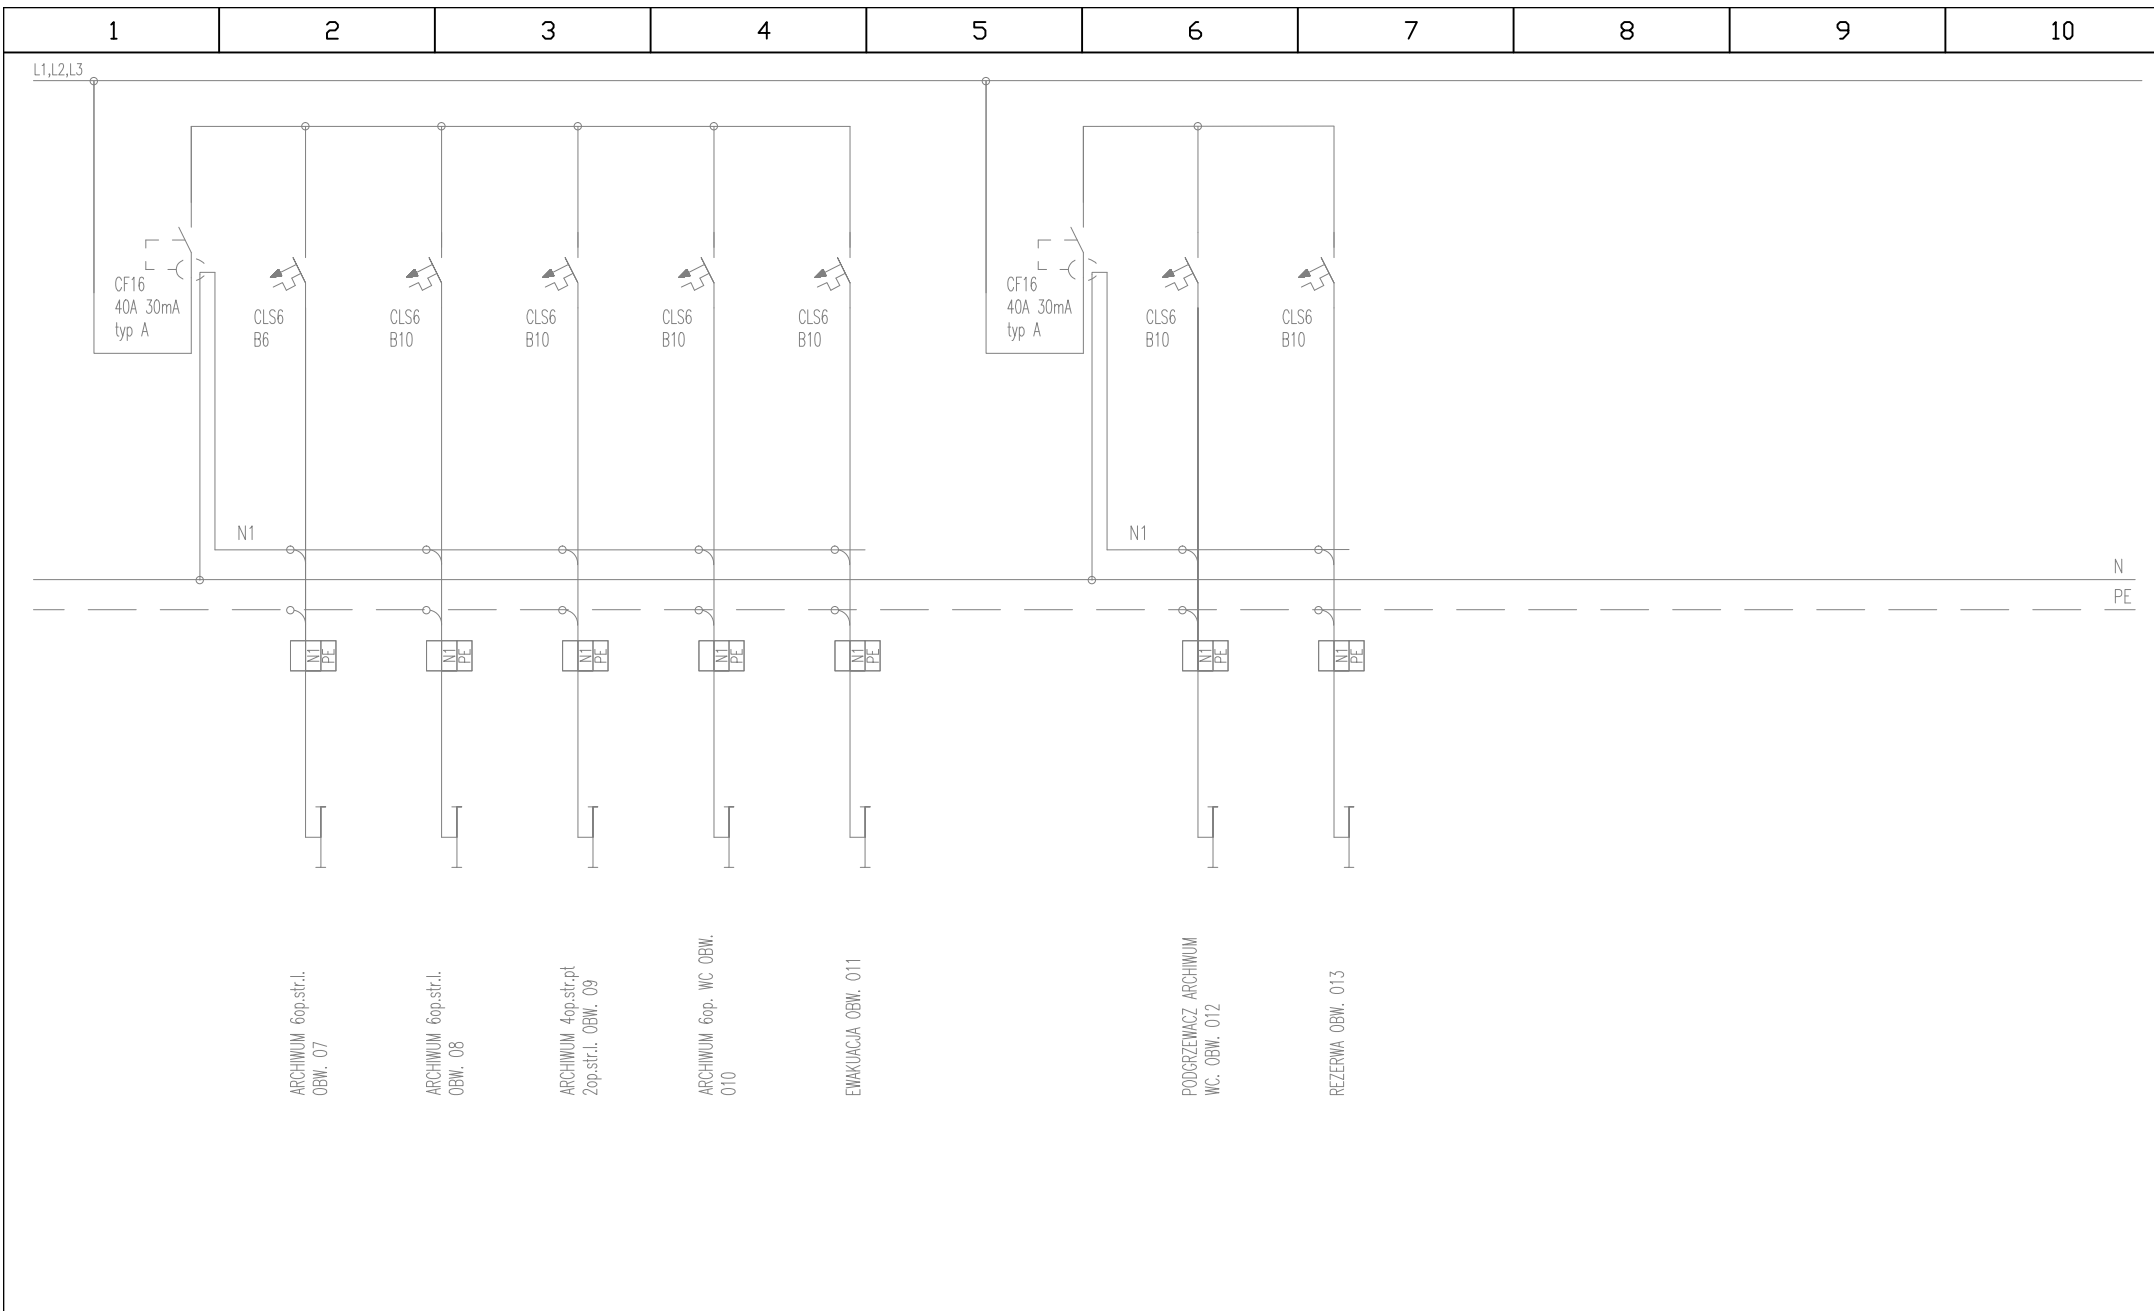 1 2 3 4 5 6 7 8 9 10
L1,L2,L3
CF16
40A 30mA
typ A
CLS6
B6
CLS6
B10
CLS6
B10
CLS6
B10
CLS6
B10
CF16
40A 30mA
typ A
CLS6
B10
CLS6
B10
N1
N1
N
PE
N1
PE
N1
PE
N1
PE
N1
PE
N1
PE
N1
PE
N1
PE
ARCHIWUM 6op.str.l.
OBW. 07
ARCHIWUM 6op.str.l.
OBW. 08
ARCHIWUM 4op.str.pt
2op.str.l. OBW. 09
ARCHIWUM 6op. WC OBW.
010
EWAKUACJA OBW. 011
PODGRZEWACZ ARCHIWUM
WC. OBW. 012
REZERWA OBW. 013